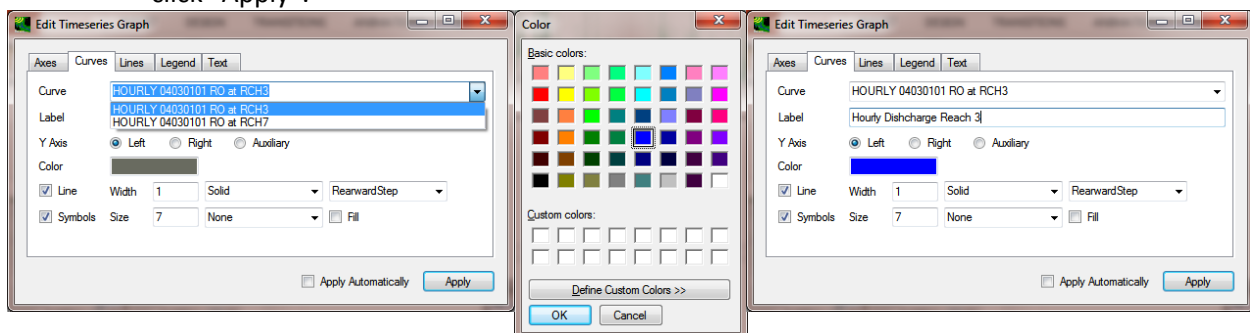 click "Apply".
Edit Timeseries Graph
Axes Curves Lines Legend Text
Curve HOURLY 04030101 RO at RCH3
HOURLY 04030101 RO at RCH3
Label HOURLY 04030101 RO at RCH7
Y Axis Left Right Auxiliary
Color
Line Width 1 Solid RearwardStep
Symbols Size 7 None Fill
Apply Automatically Apply
Color
Basic colors:
Custom colors:
Define Custom Colors >>
OK Cancel
Edit Timeseries Graph
Axes Curves Lines Legend Text
Curve HOURLY 04030101 RO at RCH3
Label Hourly Dishcharge Reach 3
Y Axis Left Right Auxiliary
Color
Line Width 1 Solid RearwardStep
Symbols Size 7 None Fill
Apply Automatically Apply